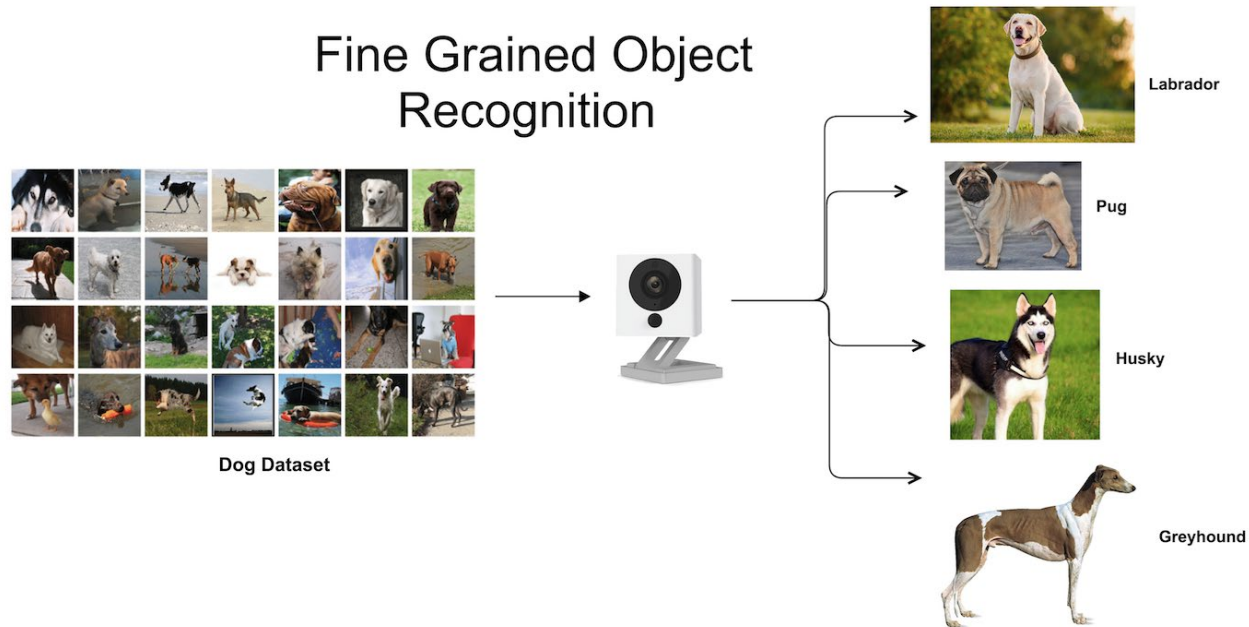 Fine Grained Object
Recognition
Labrador
Pug
Husky
Dog Dataset
Greyhound